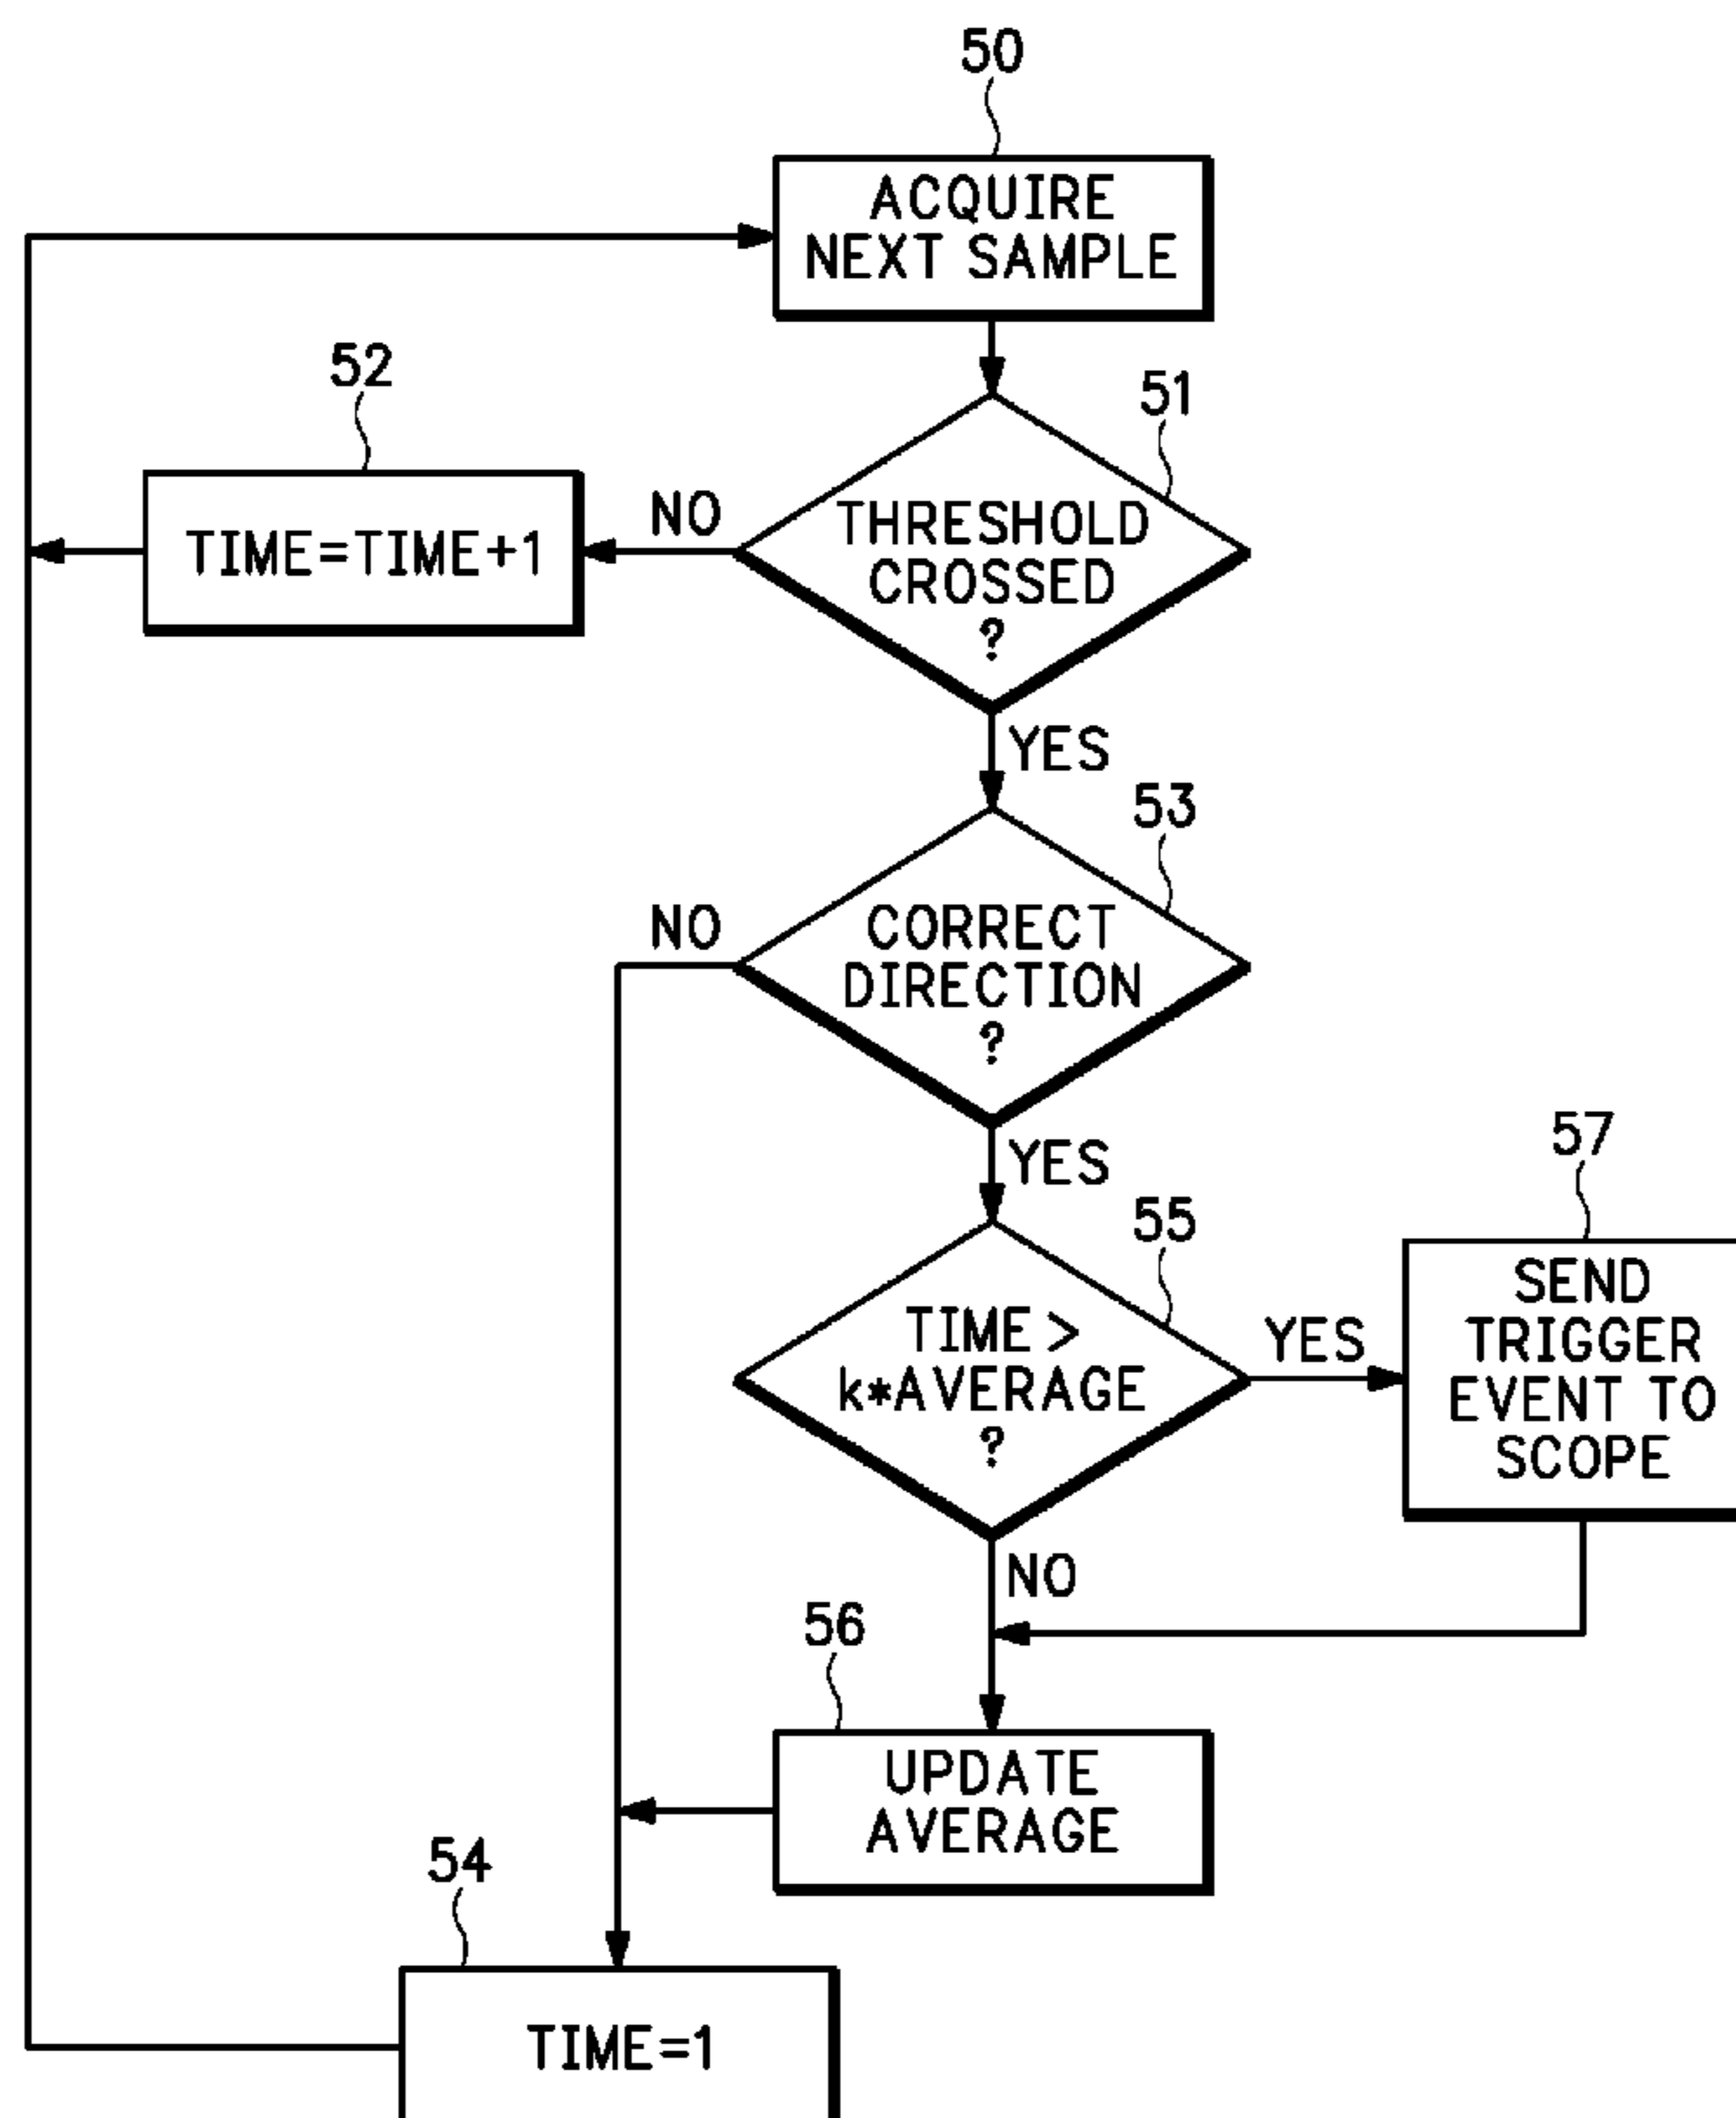 50
ACQUIRE
NEXT SAMPLE
52
51
TIME=TIME+1
NO
THRESHOLD
CROSSED
?
YES
53
NO
CORRECT
DIRECTION
?
YES
57
55
SEND
TRIGGER
EVENT TO
SCOPE
TIME >
k*AVERAGE
?
YES
NO
56
UPDATE
AVERAGE
54
TIME=1